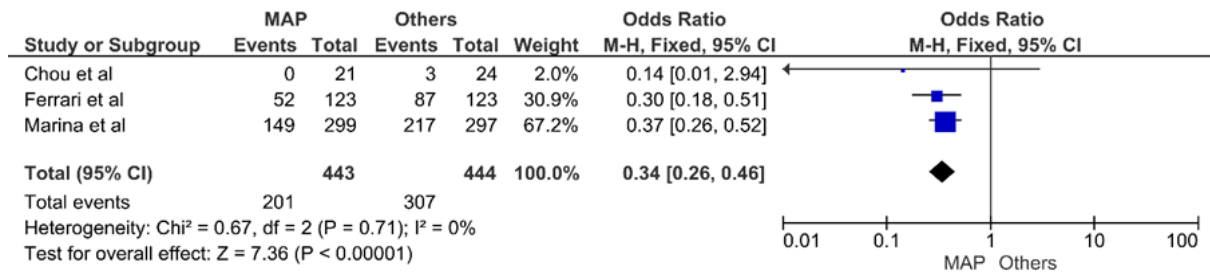 MAP Others Odds Ratio Odds Ratio
Study or Subgroup Events Total Events Total Weight M-H, Fixed, 95% CI M-H, Fixed, 95% CI
Chou et al 0 21 3 24 2.0% 0.14 [0.01, 2.94]
Ferrari et al 52 123 87 123 30.9% 0.30 [0.18, 0.51]
Marina et al 149 299 217 297 67.2% 0.37 [0.26, 0.52]
Total (95% CI) 443 444 100.0% 0.34 [0.26, 0.46]
Total events 201 307
Heterogeneity: Chi² = 0.67, df = 2 (P = 0.71); I² = 0%
Test for overall effect: Z = 7.36 (P < 0.00001)
0.01 0.1 1 10 100
MAP Others